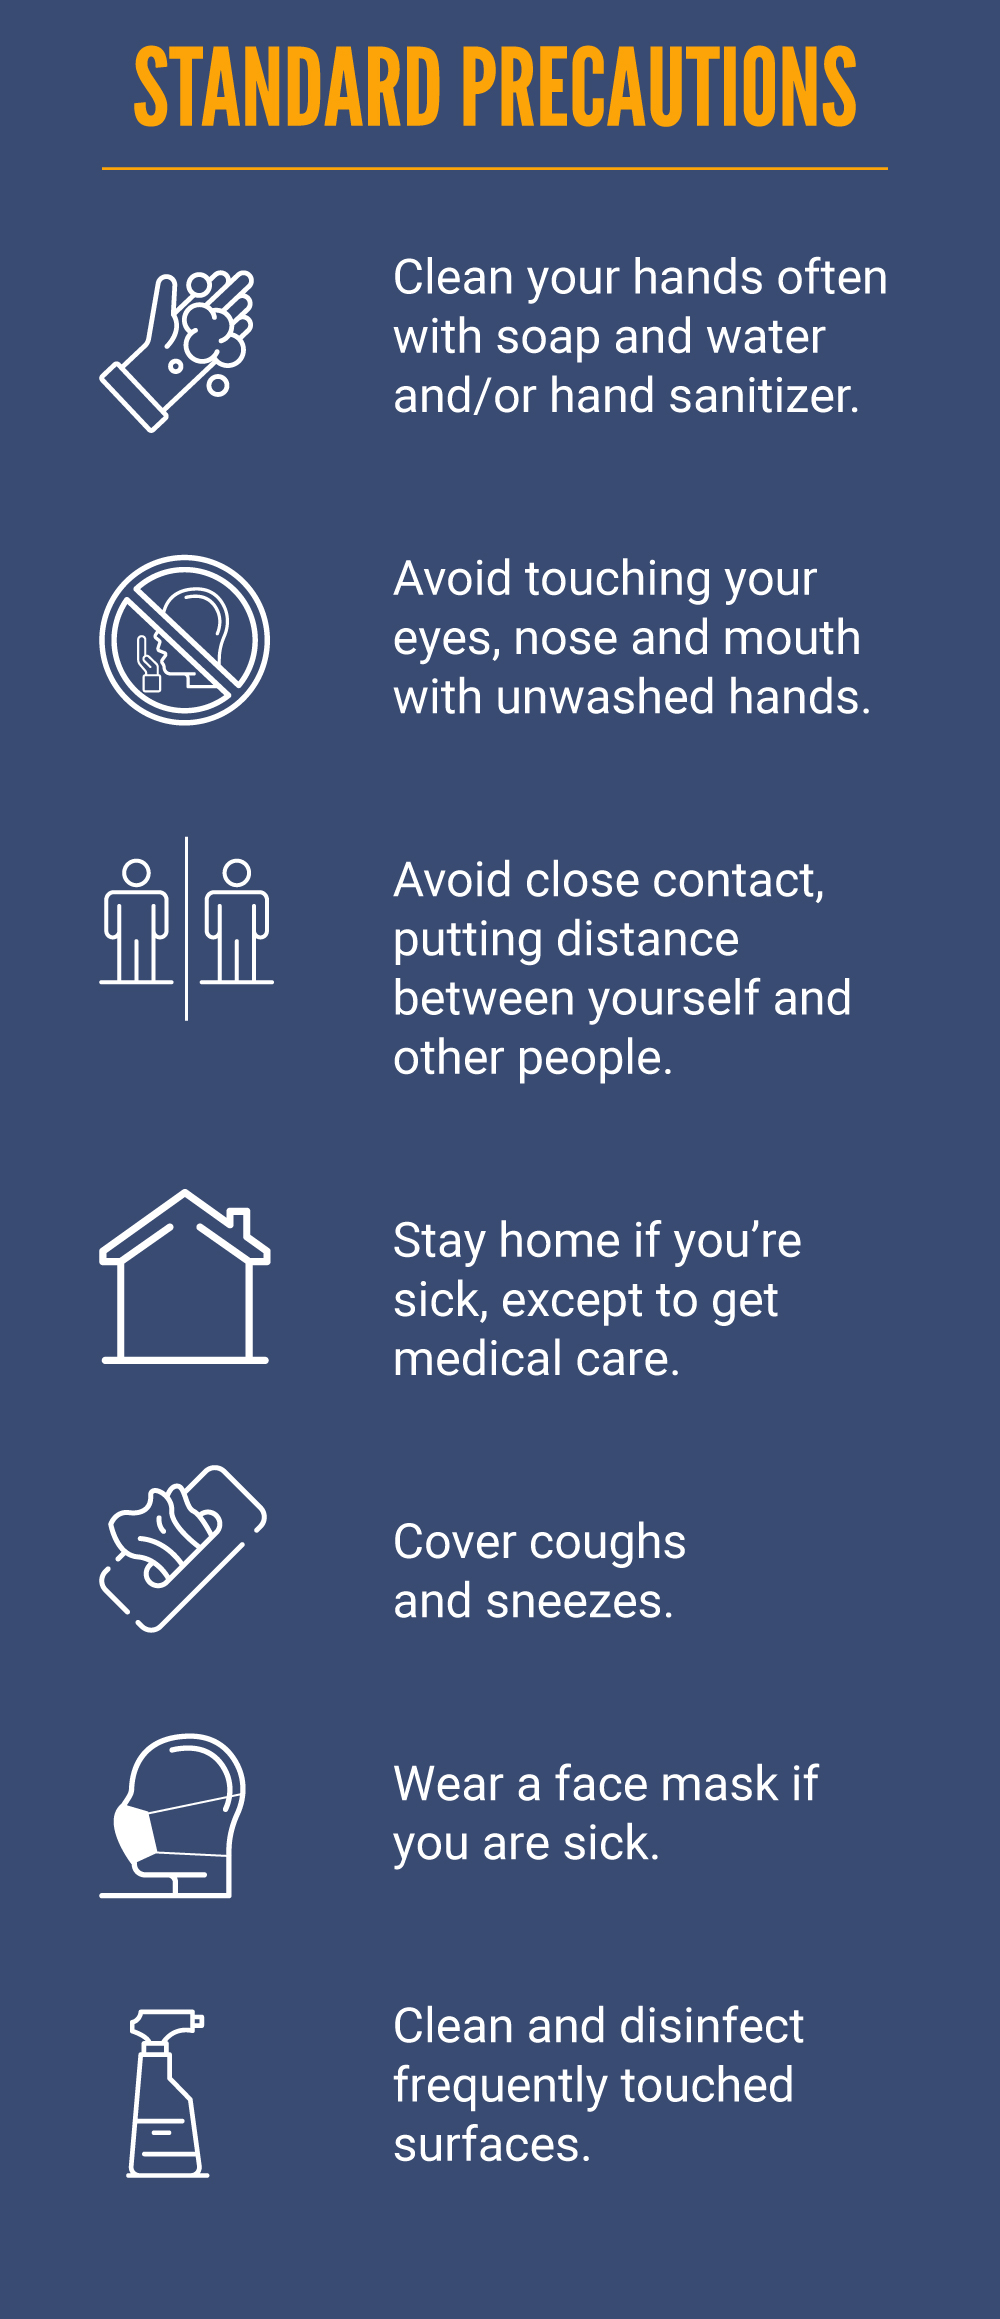 STANDARD PRECAUTIONS
Clean your hands often
with soap and water
and/or hand sanitizer.
Avoid touching your
eyes, nose and mouth
with unwashed hands.
Avoid close contact,
putting distance
between yourself and
other people.
Stay home if you’re
sick, except to get
medical care.
Cover coughs
and sneezes.
Wear a face mask if
you are sick.
Clean and disinfect
frequently touched
surfaces.